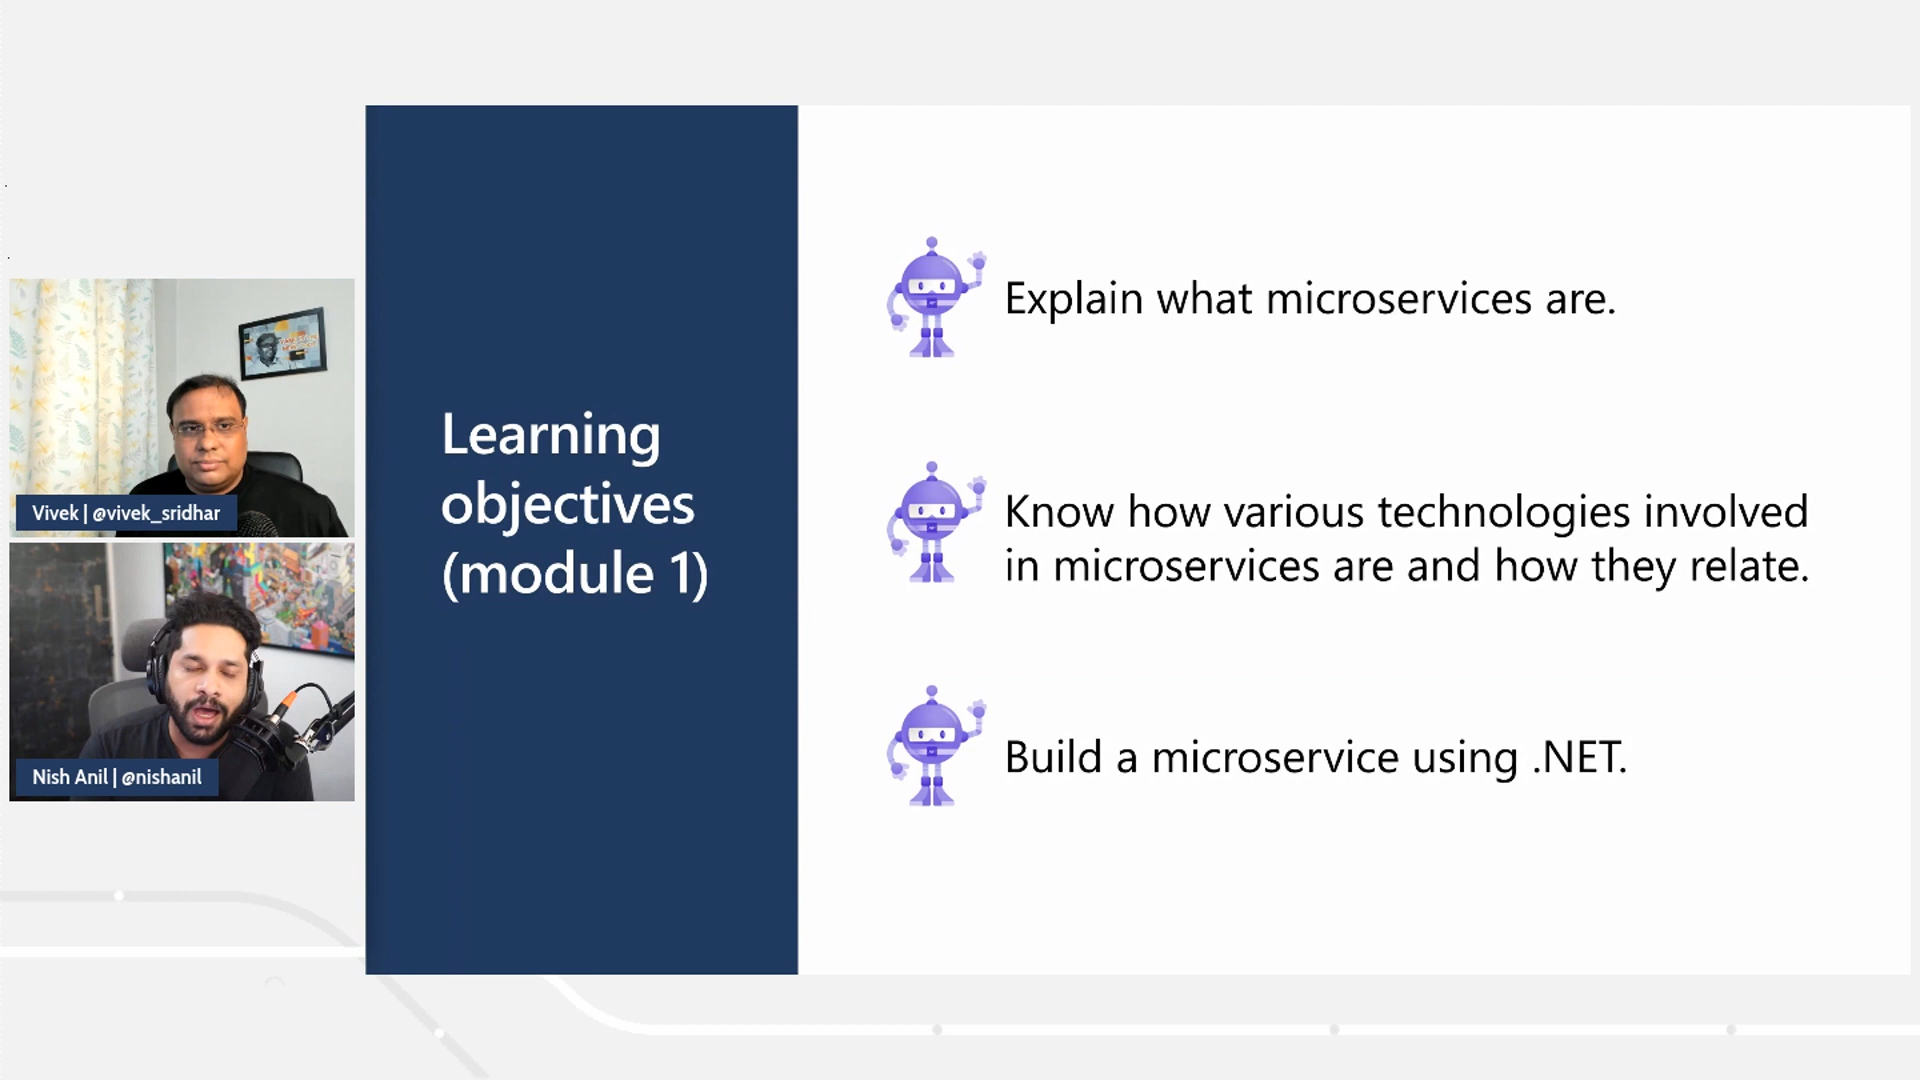 Learning
objectives
(module 1)
Explain what microservices are.
Know how various technologies involved
in microservices are and how they relate.
Build a microservice using .NET.
Vivek | @vivek_sridhar
Nish Anil | @nishanil